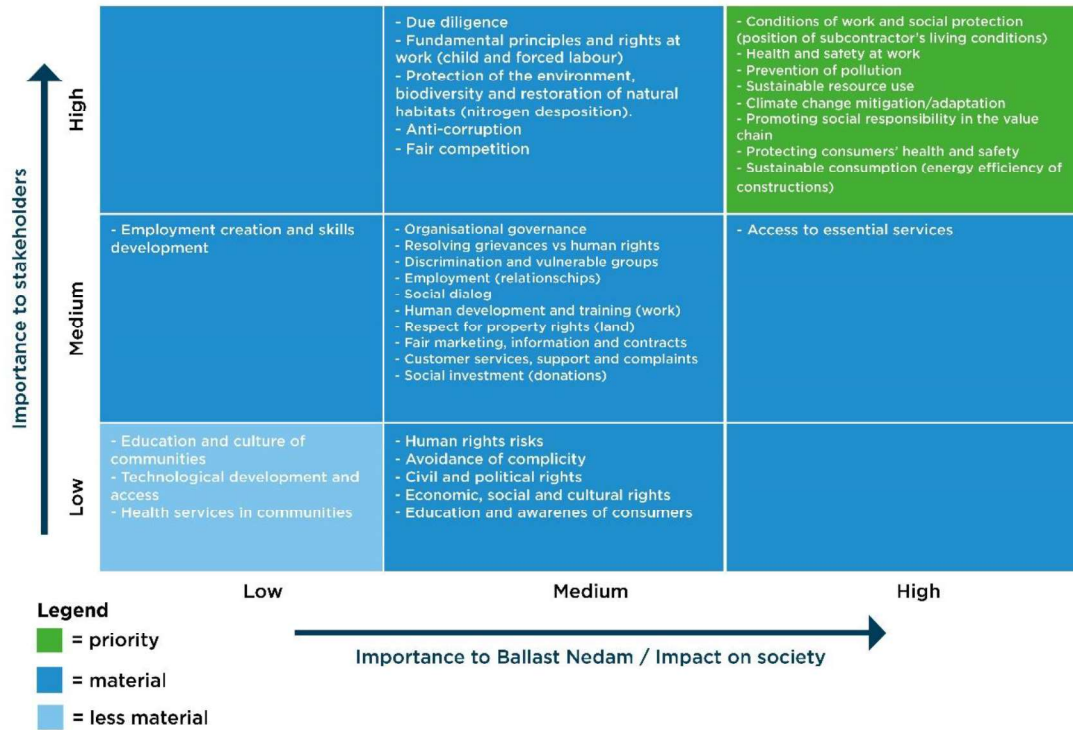 Importance to stakeholders
High
- Due diligence
- Fundamental principles and rights at
work (child and forced labour)
- Protection of the environment,
biodiversity and restoration of natural
habitats (nitrogen desposition).
- Anti-corruption
- Fair competition
- Conditions of work and social protection
(position of subcontractor's living conditions)
- Health and safety at work
- Prevention of pollution
- Sustainable resource use
- Climate change mitigation/adaptation
- Promoting social responsibility in the value
chain
- Protecting consumers' health and safety
- Sustainable consumption (energy efficiency of
constructions)
Medium
- Employment creation and skills
development
- Organisational governance
- Resolving grievances vs human rights
- Discrimination and vulnerable groups
- Employment (relationships)
- Social dialog
- Human development and training (work)
- Respect for property rights (land)
- Fair marketing, information and contracts
- Customer services, support and complaints
- Social investment (donations)
- Access to essential services
Low
- Education and culture of
communities
- Technological development and
access
- Health services in communities
- Human rights risks
- Avoidance of complicity
- Civil and political rights
- Economic, social and cultural rights
- Education and awarenes of consumers
Low
Medium
High
Importance to Ballast Nedam / Impact on society
Legend
= priority
= material
= less material